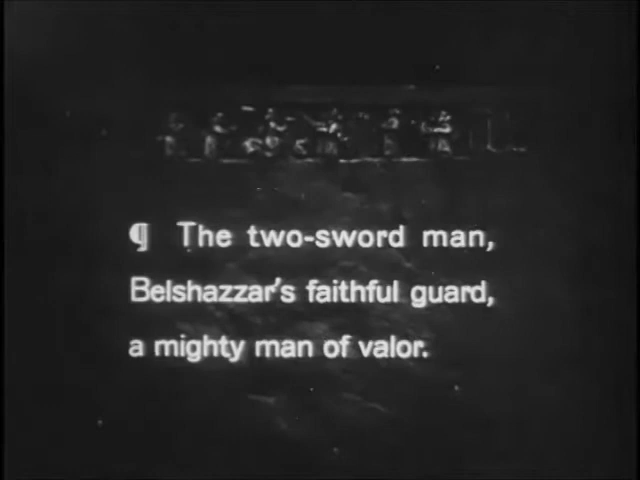 ¶ The two-sword man,
Belshazzar's faithful guard,
a mighty man of valor.